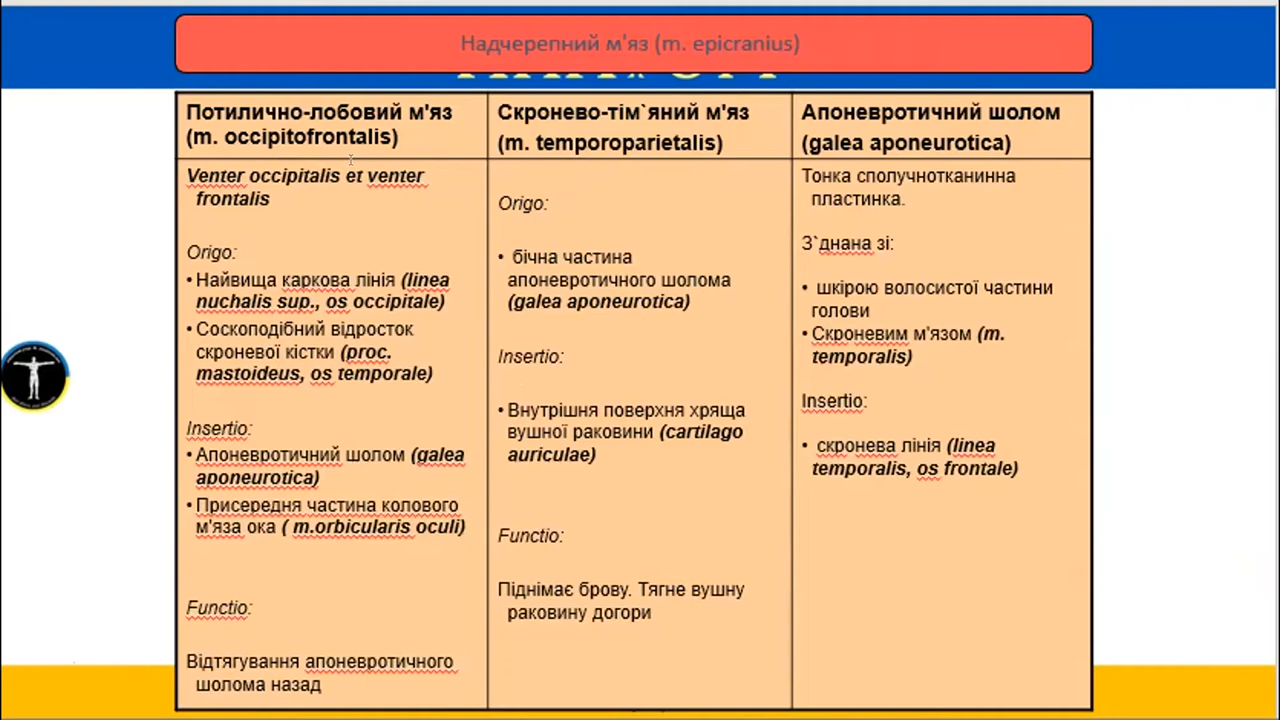 Надчерепний м'яз (m. epicranius)
Потилично-лобовий м'яз
(m. occipitofrontalis)
Venter occipitalis et venter
frontalis
Origo:
• Найвища каркова лінія (linea
nuchalis sup., os occipitale)
• Соскоподібний відросток
скроневої кістки (proc.
mastoideus, os temporale)
Insertio:
• Апоневротичний шолом (galea
aponeurotica)
• Присередня частина колового
м'яза ока ( m.orbicularis oculi)
Functio:
Відтягування апоневротичного
шолома назад
Скронево-тім`яний м'яз
(m. temporoparietalis)
Origo:
• бічна частина
апоневротичного шолома
(galea aponeurotica)
Insertio:
• Внутрішня поверхня хряща
вушної раковини (cartilago
auriculae)
Functio:
Піднімає брову. Тягне вушну
раковину догори
Апоневротичний шолом
(galea aponeurotica)
Тонка сполучнотканинна
пластинка.
З`днана зі:
• шкірою волосистої частини
голови
• Скроневим м'язом (m.
temporalis)
Insertio:
• скронева лінія (linea
temporalis, os frontale)